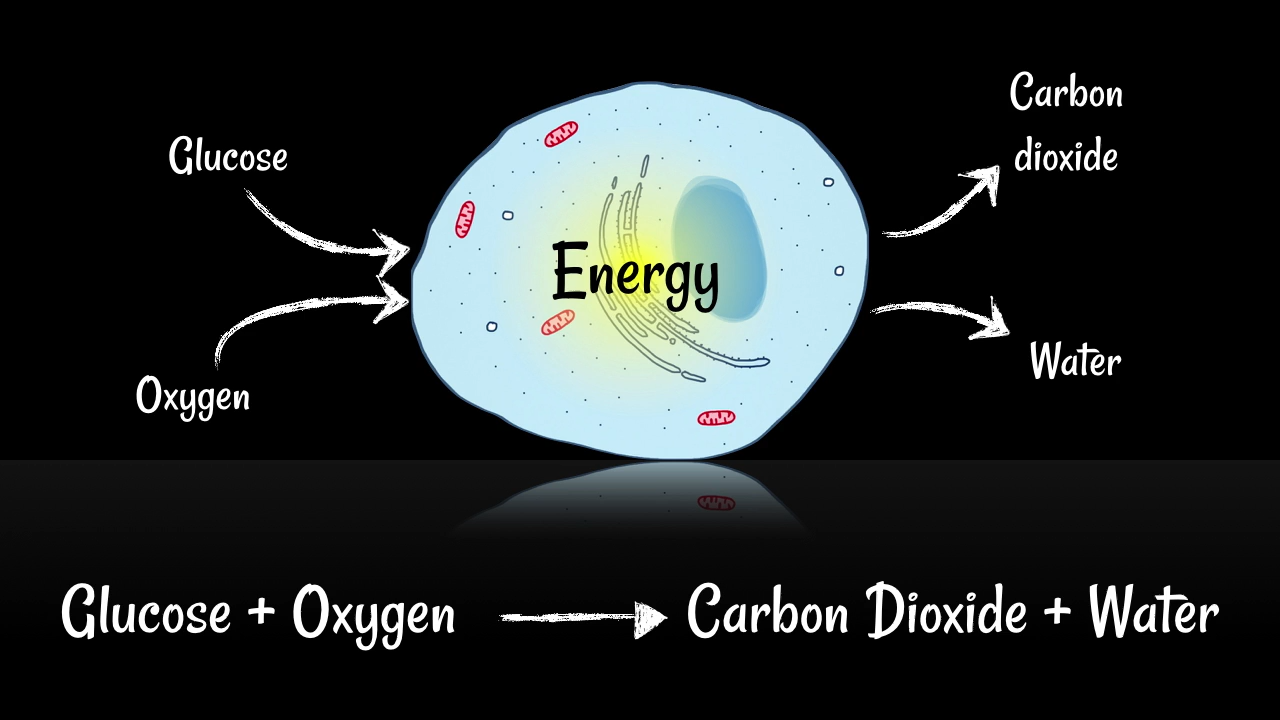 Carbon
dioxide
Glucose
Energy
Oxygen
Water
Glucose + Oxygen → Carbon Dioxide + Water